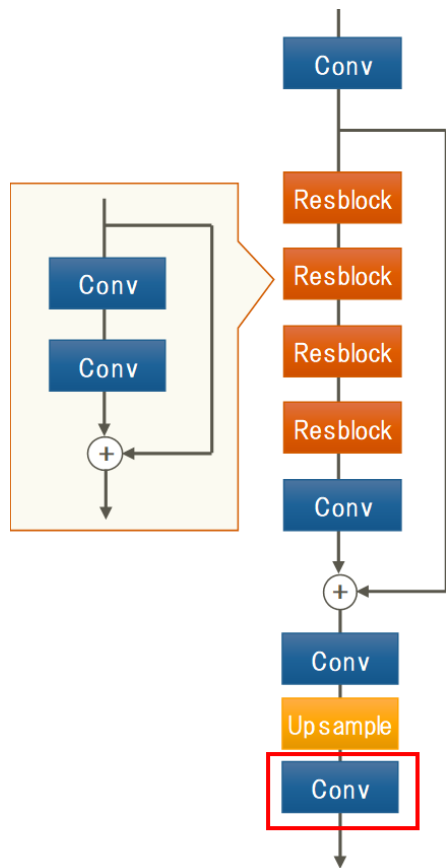 Conv
Resblock
Resblock
Resblock
Resblock
Conv
+
Conv
Upsample
Conv
Conv
Conv
+